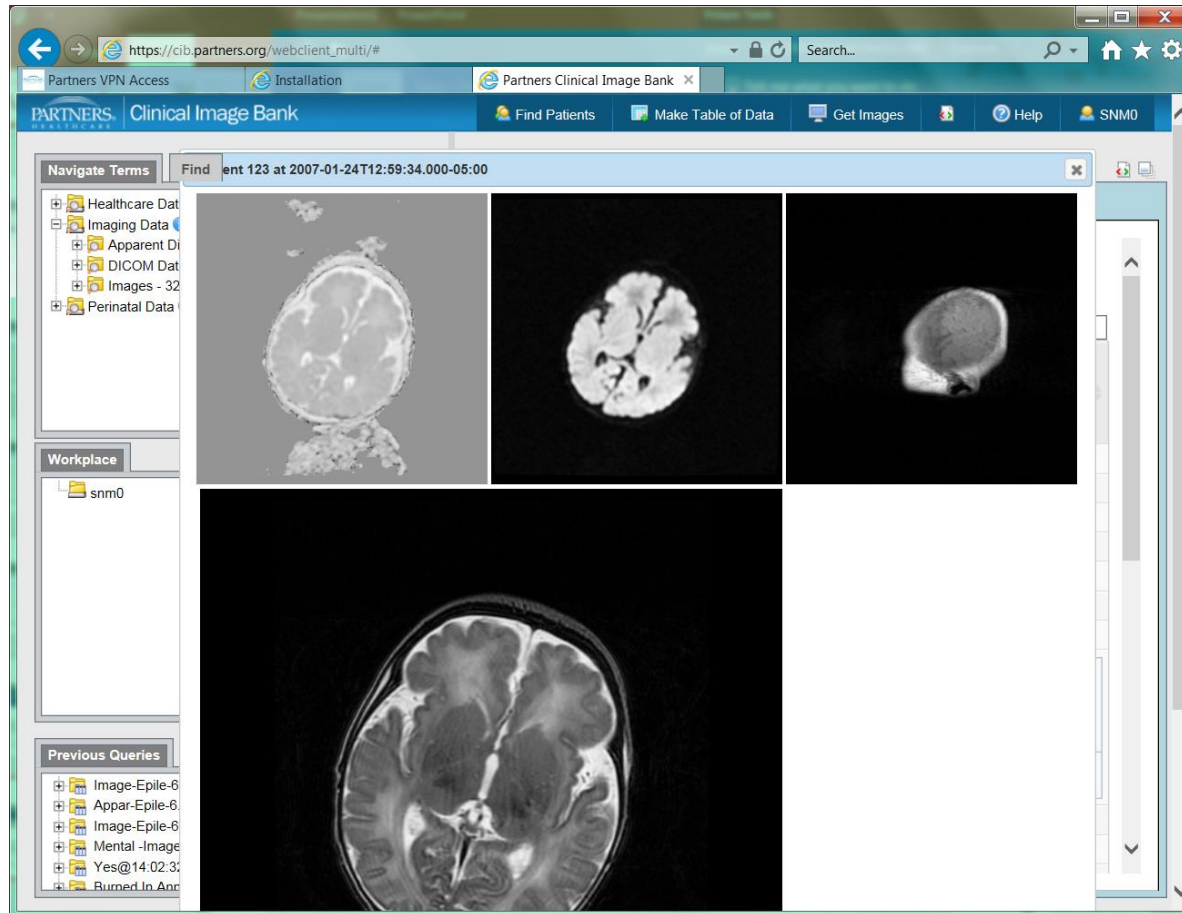 https://cib.partners.org/webclient_multi/#
Search...
Partners VPN Access
Installation
Partners Clinical Image Bank
PARTNERS.
HEALTHCARE
Clinical Image Bank
Find Patients
Make Table of Data
Get Images
Help
SNM0
Navigate Terms
Find
ent 123 at 2007-01-24T12:59:34.000-05:00
Healthcare Dat
Imaging Data
Apparent Di
DICOM Dat
Images - 32
Perinatal Data
Workplace
snm0
Previous Queries
Image-Epile-6
Appar-Epile-6.
Image-Epile-6
Mental -Image
Yes@14:02:32
Burned In Ann